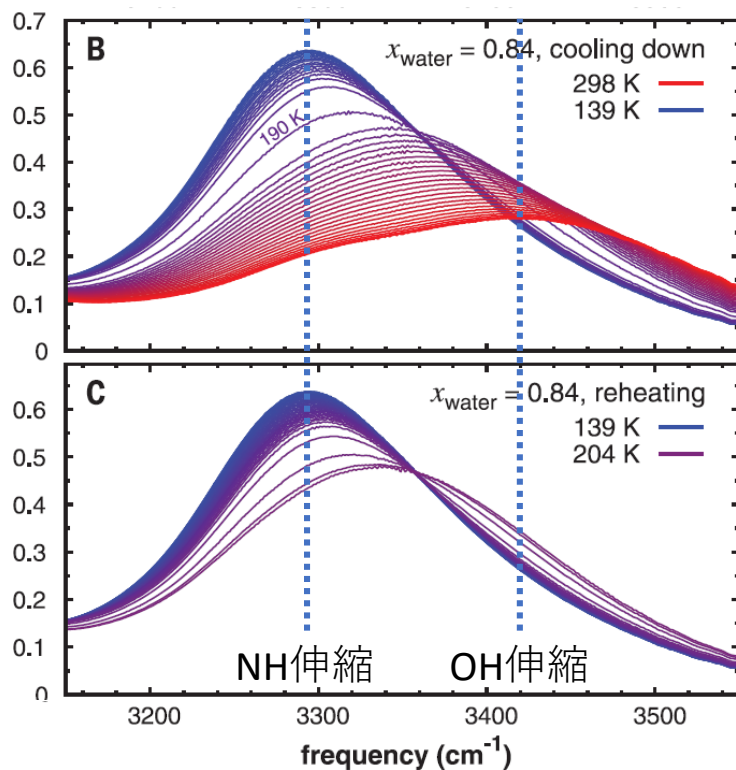 0.7
B
x_water = 0.84, cooling down
0.6
298 K
0.5
139 K
190 K
0.4
0.3
0.2
0.1
0
C
x_water = 0.84, reheating
0.6
139 K
0.5
204 K
0.4
0.3
0.2
0.1
NH伸縮 OH伸縮
0
3200 3300 3400 3500
frequency (cm⁻¹)